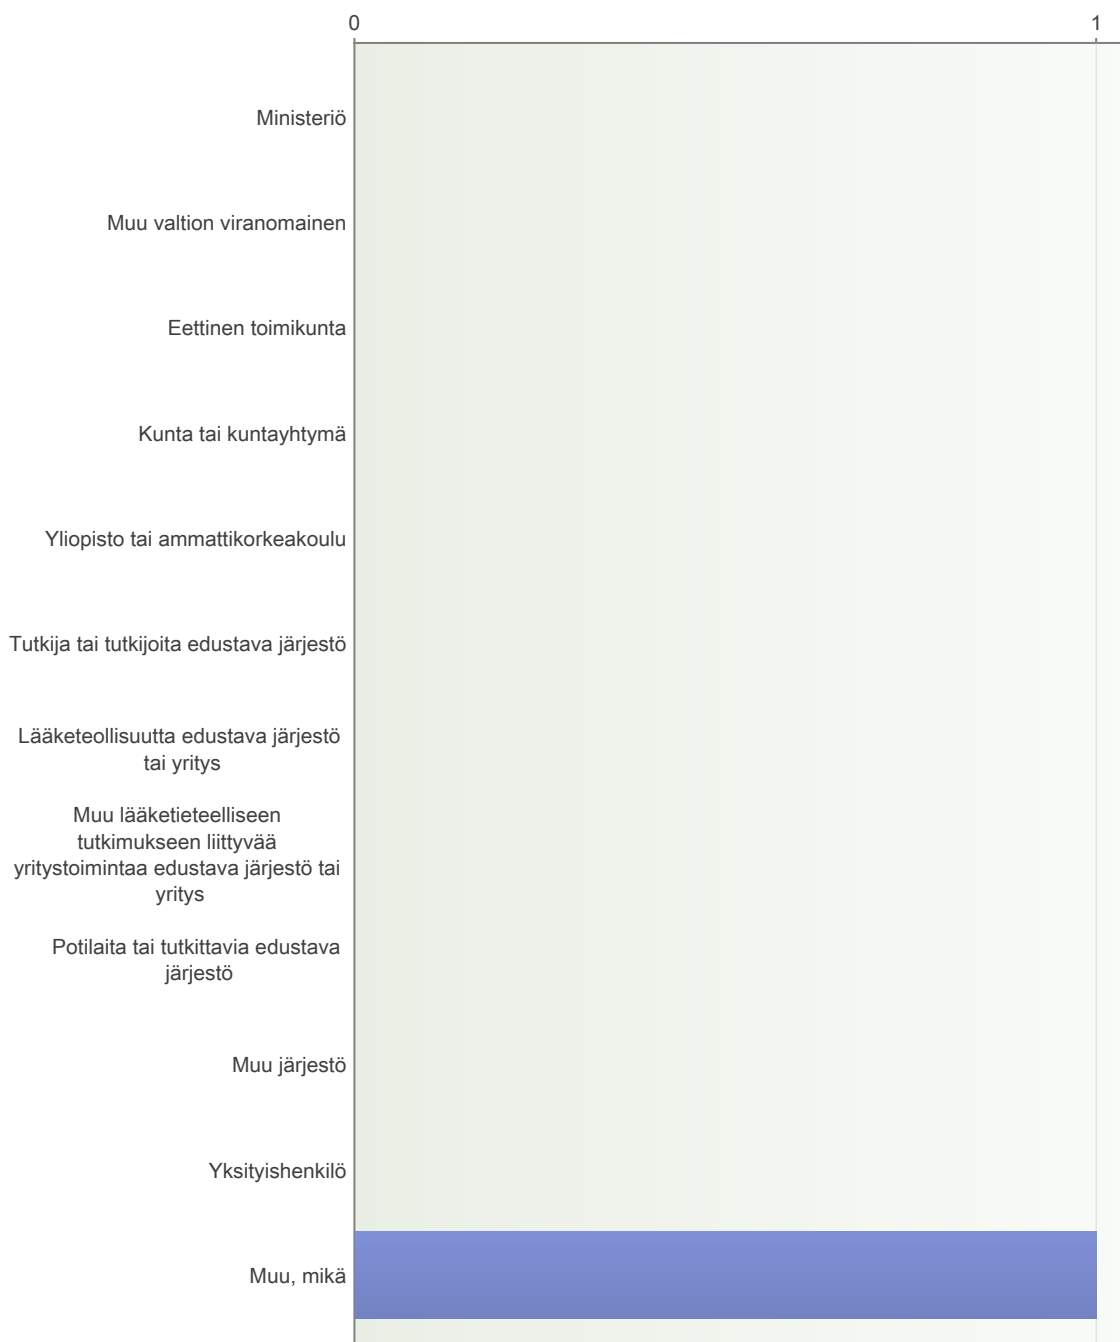 0 1
Ministeriö
Muu valtion viranomainen
Eettinen toimikunta
Kunta tai kuntayhtymä
Yliopisto tai ammattikorkeakoulu
Tutkija tai tutkijoita edustava järjestö
Lääketeollisuutta edustava järjestö
tai yritys
Muu lääketieteelliseen
tutkimukseen liittyvää
yritystoimintaa edustava järjestö tai
yritys
Potilaita tai tutkittavia edustava
järjestö
Muu järjestö
Yksityishenkilö
Muu, mikä